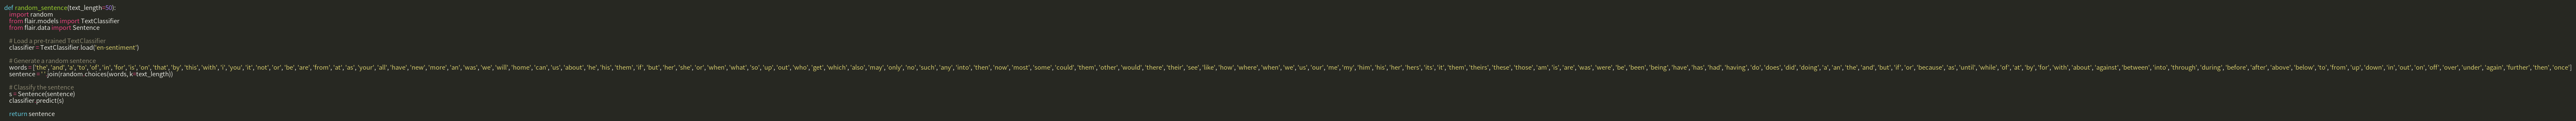 def random_sentence(text_length=50):
import random
from flair.models import TextClassifier
from flair.data import Sentence
# Load a pre-trained TextClassifier
classifier = TextClassifier.load('en-sentiment')
# Generate a random sentence
words = ['the', 'and', 'a', 'to', 'of', 'in', 'for', 'is', 'on', 'that', 'by', 'this', 'with', 'i', 'you', 'it', 'not', 'or', 'be', 'are', 'from', 'at', 'as', 'your', 'all', 'have', 'new', 'more', 'an', 'was', 'we', 'will', 'home', 'can', 'us', 'about', 'he', 'his', 'them', 'if', 'but', 'her', 'she', 'or', 'when', 'what', 'so', 'up', 'out', 'who', 'get', 'which', 'also', 'may', 'only', 'no', 'such', 'any', 'into', 'then', 'now', 'most', 'some', 'could', 'them', 'other', 'would', 'there', 'their', 'see', 'like', 'how', 'where', 'when', 'we', 'us', 'our', 'me', 'my', 'him', 'his', 'her', 'hers', 'its', 'it', 'them', 'theirs', 'these', 'those', 'am', 'is', 'are', 'was', 'were', 'be', 'been', 'being', 'have', 'has', 'had', 'having', 'do', 'does', 'did', 'doing', 'a', 'an', 'the', 'and', 'but', 'if', 'or', 'because', 'as', 'until', 'while', 'of', 'at', 'by', 'for', 'with', 'about', 'against', 'between', 'into', 'through', 'during', 'before', 'after', 'above', 'below', 'to', 'from', 'up', 'down', 'in', 'out', 'on', 'off', 'over', 'under', 'again', 'further', 'then', 'once']
sentence = ' '.join(random.choices(words, k=text_length))
# Classify the sentence
s = Sentence(sentence)
classifier.predict(s)
return sentence